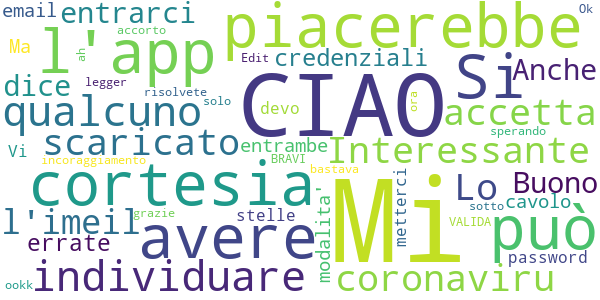 email entrarci piacerebbe Ok
Ma l'app accorto ah Edit credenziali Si Anche
dice legger risolvete CIAO
qualcuno solo devo ora accetta
Vi scaricato entrambe sperando
incoraggiamento BRAVI Interessante
cortesia bastava Mi metterci Lo Buono
l'imeil grazie stelle modalita' sotto cavolo
errate avere VALIDA può
password
ookk individuare coronaviru